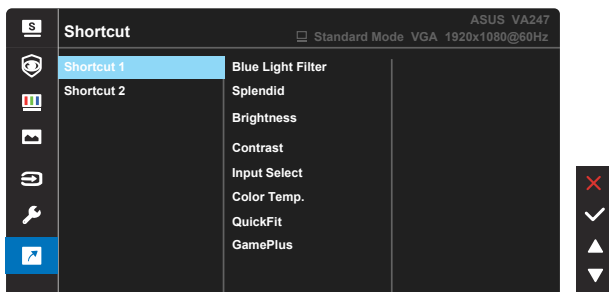 S
ASUS VA247
Shortcut
Standard Mode VGA 1920x1080@60Hz
Shortcut 1
Shortcut 2
Blue Light Filter
Splendid
Brightness
Contrast
Input Select
Color Temp.
QuickFit
GamePlus